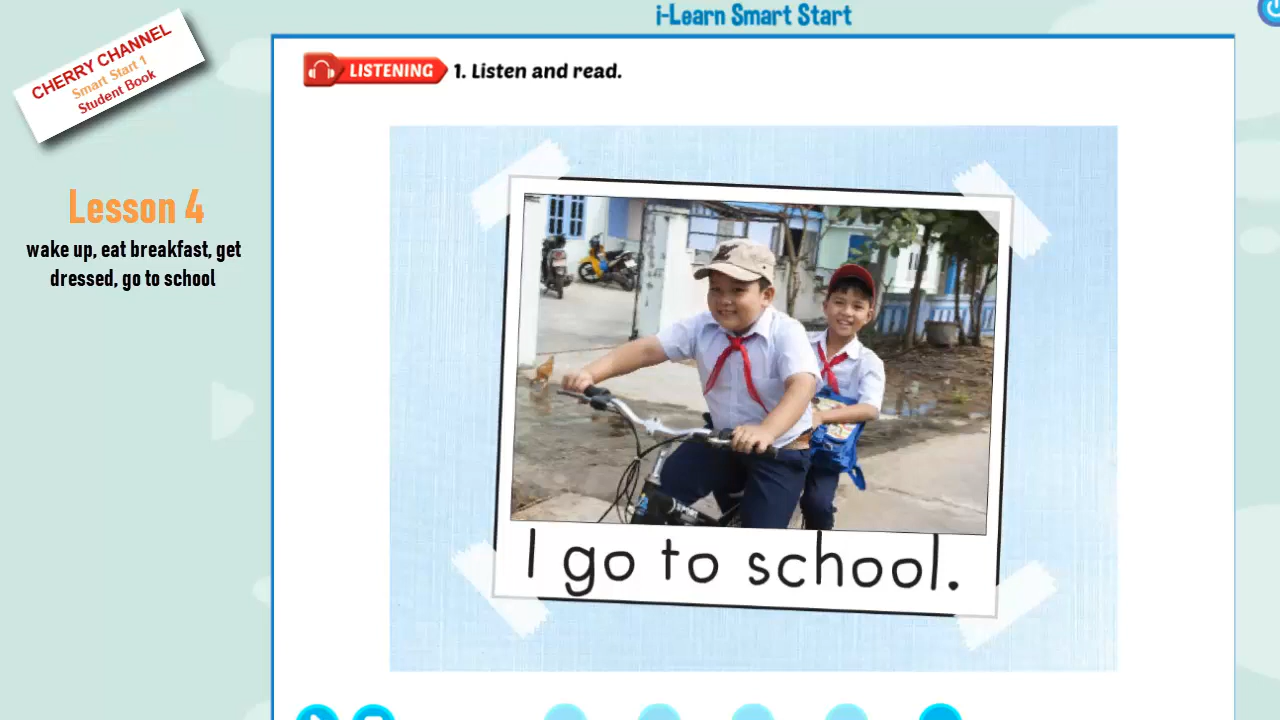 i-Learn Smart Start
CHERRY CHANNEL
Smart Start 1
Student Book
LISTENING 1. Listen and read.
Lesson 4
wake up, eat breakfast, get
dressed, go to school
I go to school.